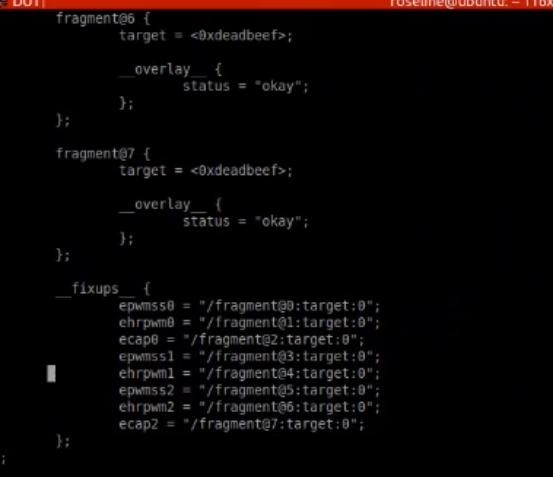 DUT|
roseline@ubuntu: ~ 116x
fragment@6 {
target = <0xdeadbeef>;
__overlay__ {
status = "okay";
};
};
fragment@7 {
target = <0xdeadbeef>;
__overlay__ {
status = "okay";
};
};
__fixups__ {
epwmss0 = "/fragment@0:target:0";
ehrpwm0 = "/fragment@1:target:0";
ecap0 = "/fragment@2:target:0";
epwmss1 = "/fragment@3:target:0";
ehrpwm1 = "/fragment@4:target:0";
epwmss2 = "/fragment@5:target:0";
ehrpwm2 = "/fragment@6:target:0";
ecap2 = "/fragment@7:target:0";
};
;